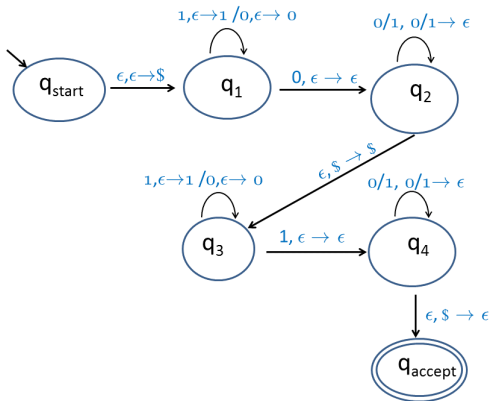 1,ϵ→1 /0,ϵ→ 0
0/1, 0/1→ ϵ
q_start
ϵ,ϵ→$
q_1
0, ϵ → ϵ
q_2
ϵ, $ → $
1,ϵ→1 /0,ϵ→ 0
0/1, 0/1→ ϵ
q_3
1, ϵ → ϵ
q_4
ϵ, $ → ϵ
q_accept